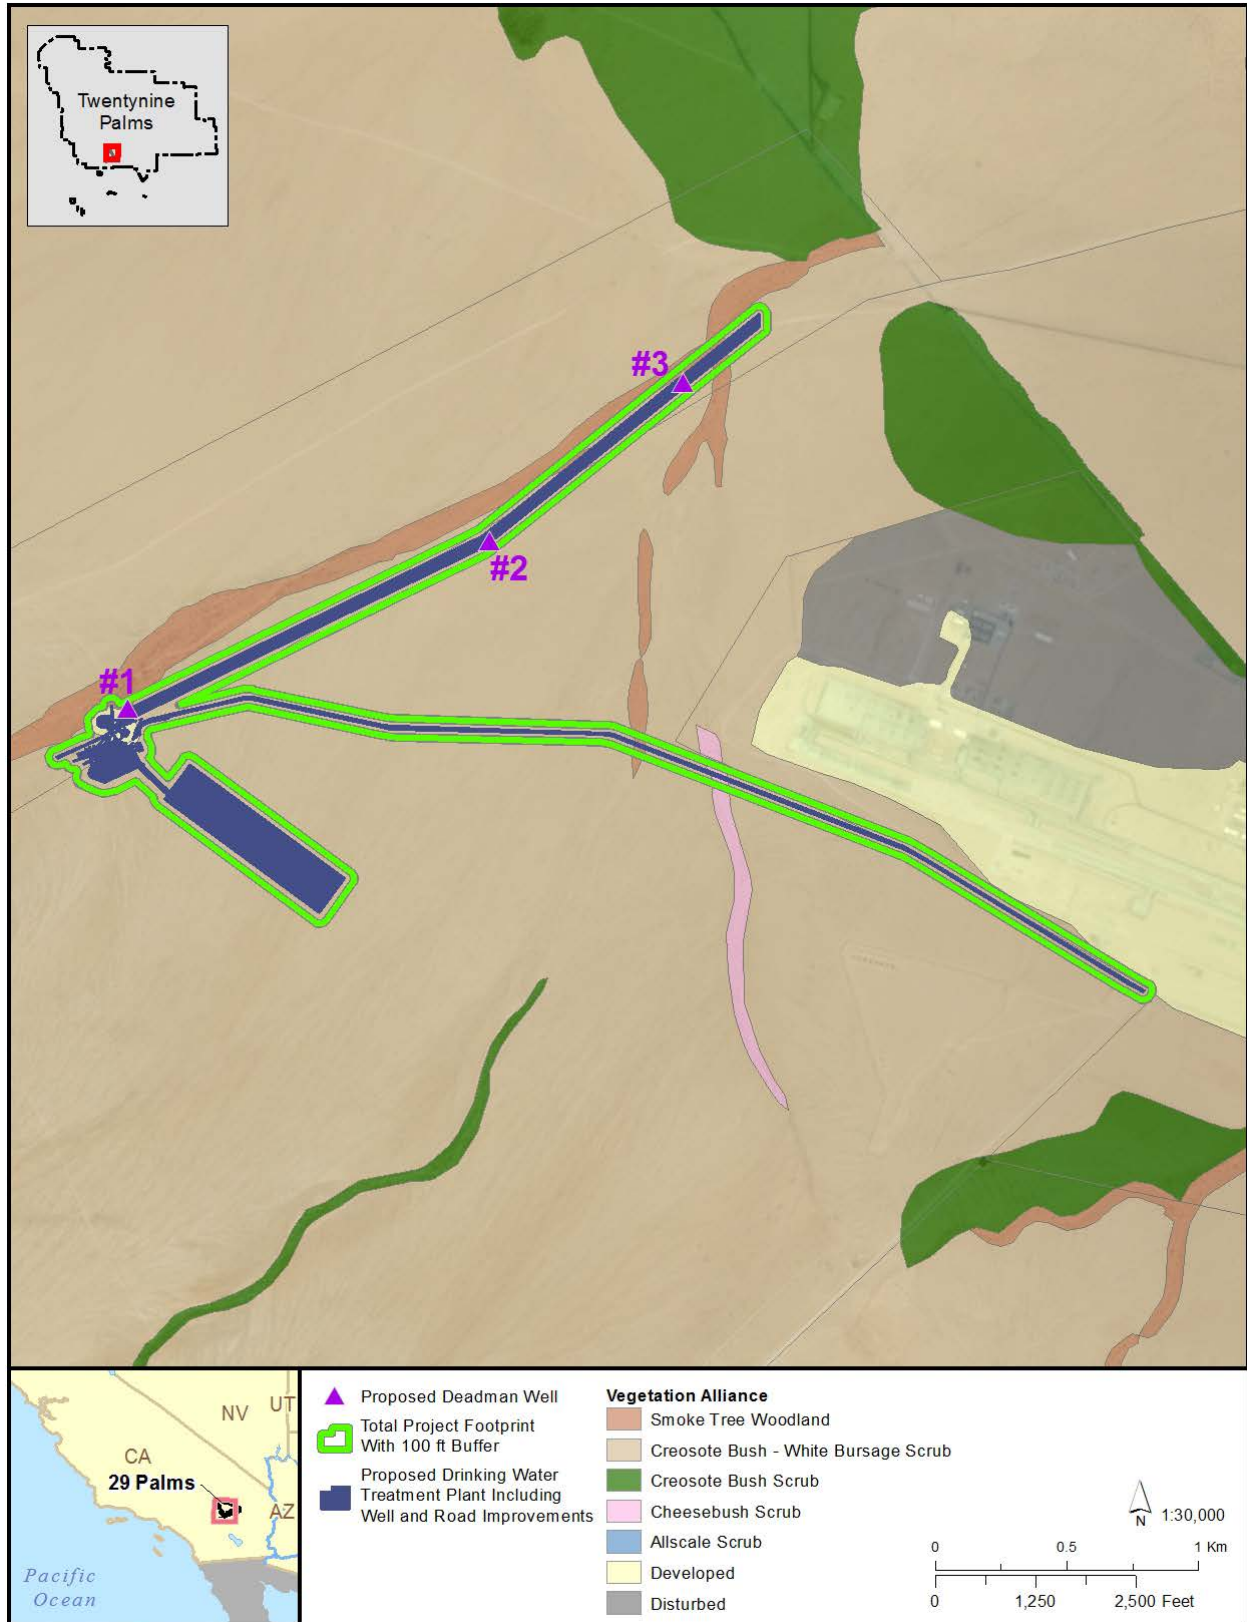 Twentynine
Palms
#3
#2
#1
NV
UT
CA
29 Palms
AZ
Pacific
Ocean
Proposed Deadman Well
Total Project Footprint
With 100 ft Buffer
Proposed Drinking Water
Treatment Plant Including
Well and Road Improvements
Vegetation Alliance
Smoke Tree Woodland
Creosote Bush - White Bursage Scrub
Creosote Bush Scrub
Cheesebush Scrub
Allscale Scrub
Developed
Disturbed
N
1:30,000
0 0.5 1 Km
0 1,250 2,500 Feet